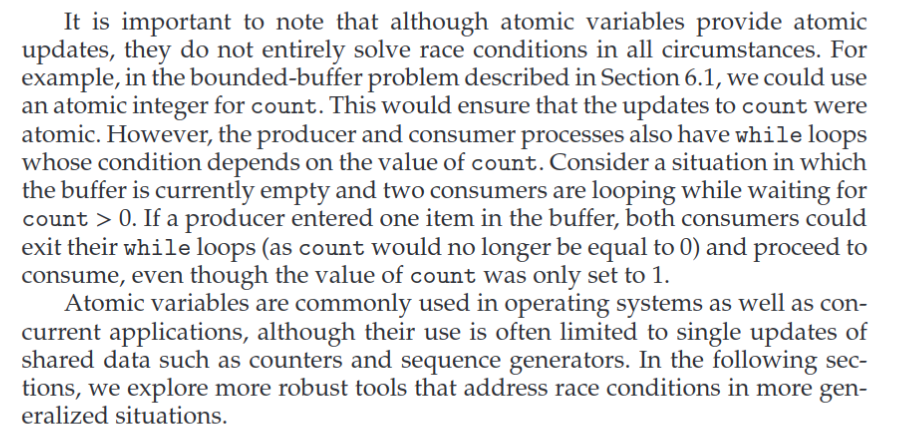 It is important to note that although atomic variables provide atomic
updates, they do not entirely solve race conditions in all circumstances. For
example, in the bounded-buffer problem described in Section 6.1, we could use
an atomic integer for count. This would ensure that the updates to count were
atomic. However, the producer and consumer processes also have while loops
whose condition depends on the value of count. Consider a situation in which
the buffer is currently empty and two consumers are looping while waiting for
count > 0. If a producer entered one item in the buffer, both consumers could
exit their while loops (as count would no longer be equal to 0) and proceed to
consume, even though the value of count was only set to 1.
Atomic variables are commonly used in operating systems as well as con-
current applications, although their use is often limited to single updates of
shared data such as counters and sequence generators. In the following sec-
tions, we explore more robust tools that address race conditions in more gen-
eralized situations.